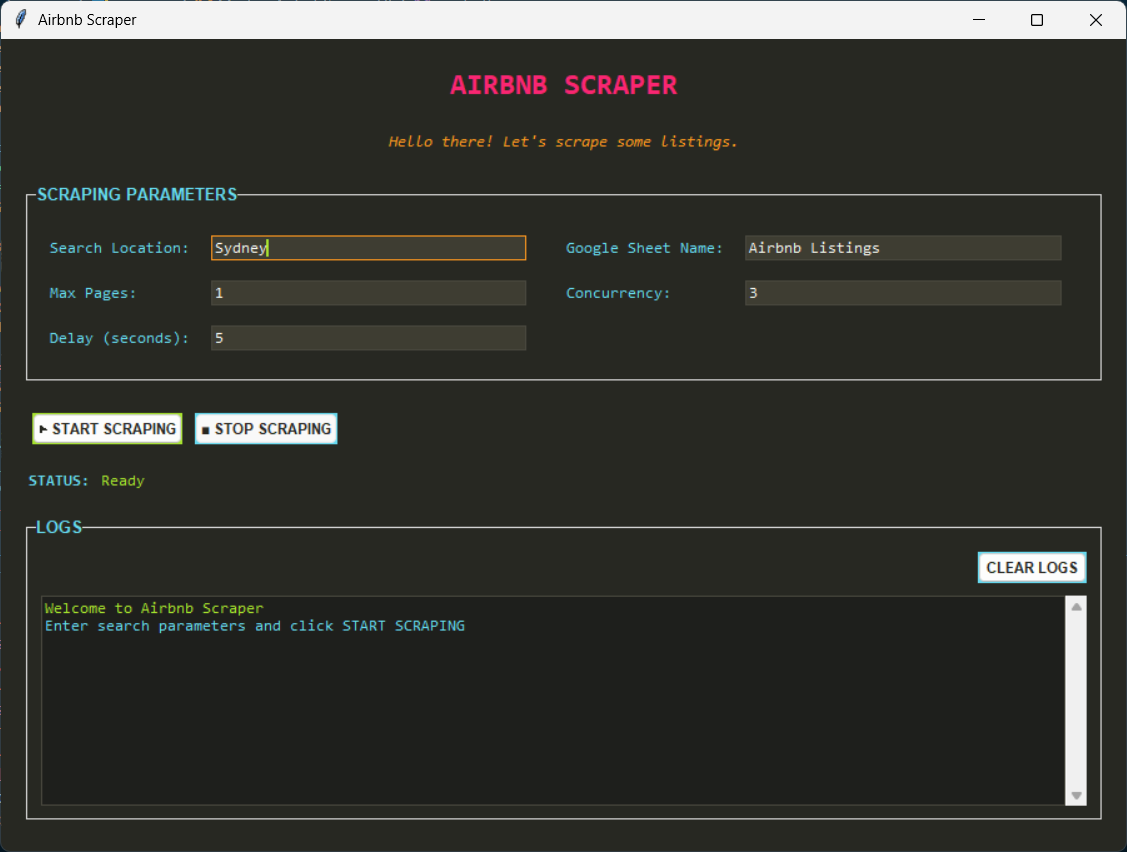 Airbnb Scraper
AIRBNB SCRAPER
Hello there! Let's scrape some listings.
SCRAPING PARAMETERS
Search Location: Sydney Google Sheet Name: Airbnb Listings
Max Pages: 1 Concurrency: 3
Delay (seconds): 5
START SCRAPING STOP SCRAPING
STATUS: Ready
LOGS
CLEAR LOGS
Welcome to Airbnb Scraper
Enter search parameters and click START SCRAPING